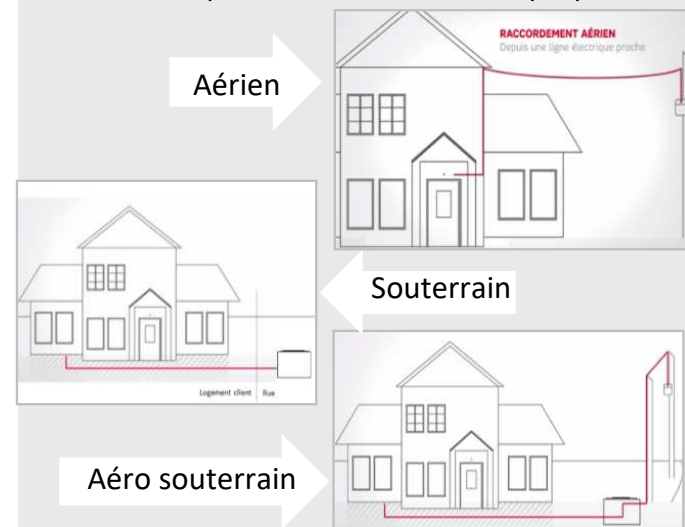 RACCORDEMENT AÉRIEN
Depuis une ligne électrique proche
Aérien
Souterrain
Logement client
Rue
Aéro souterrain